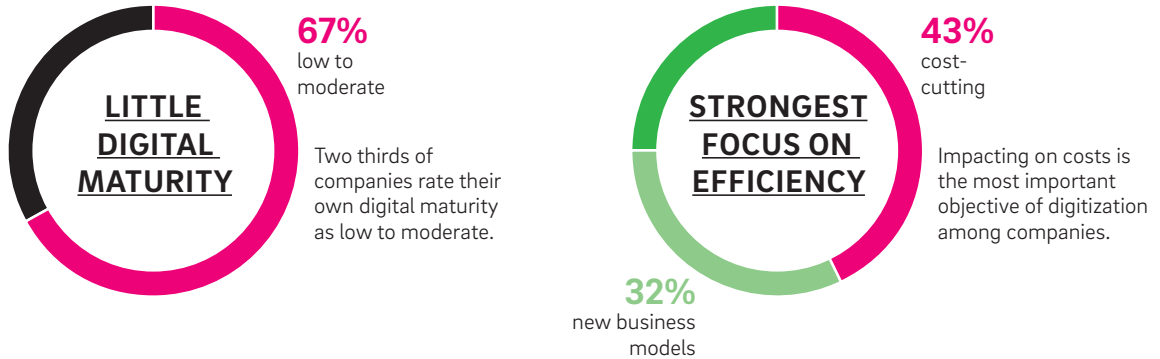 LITTLE
DIGITAL
MATURITY
67%
low to
moderate
Two thirds of
companies rate their
own digital maturity
as low to moderate.
STRONGEST
FOCUS ON
EFFICIENCY
43%
cost-
cutting
Impacting on costs is
the most important
objective of digitization
among companies.
32%
new business
models